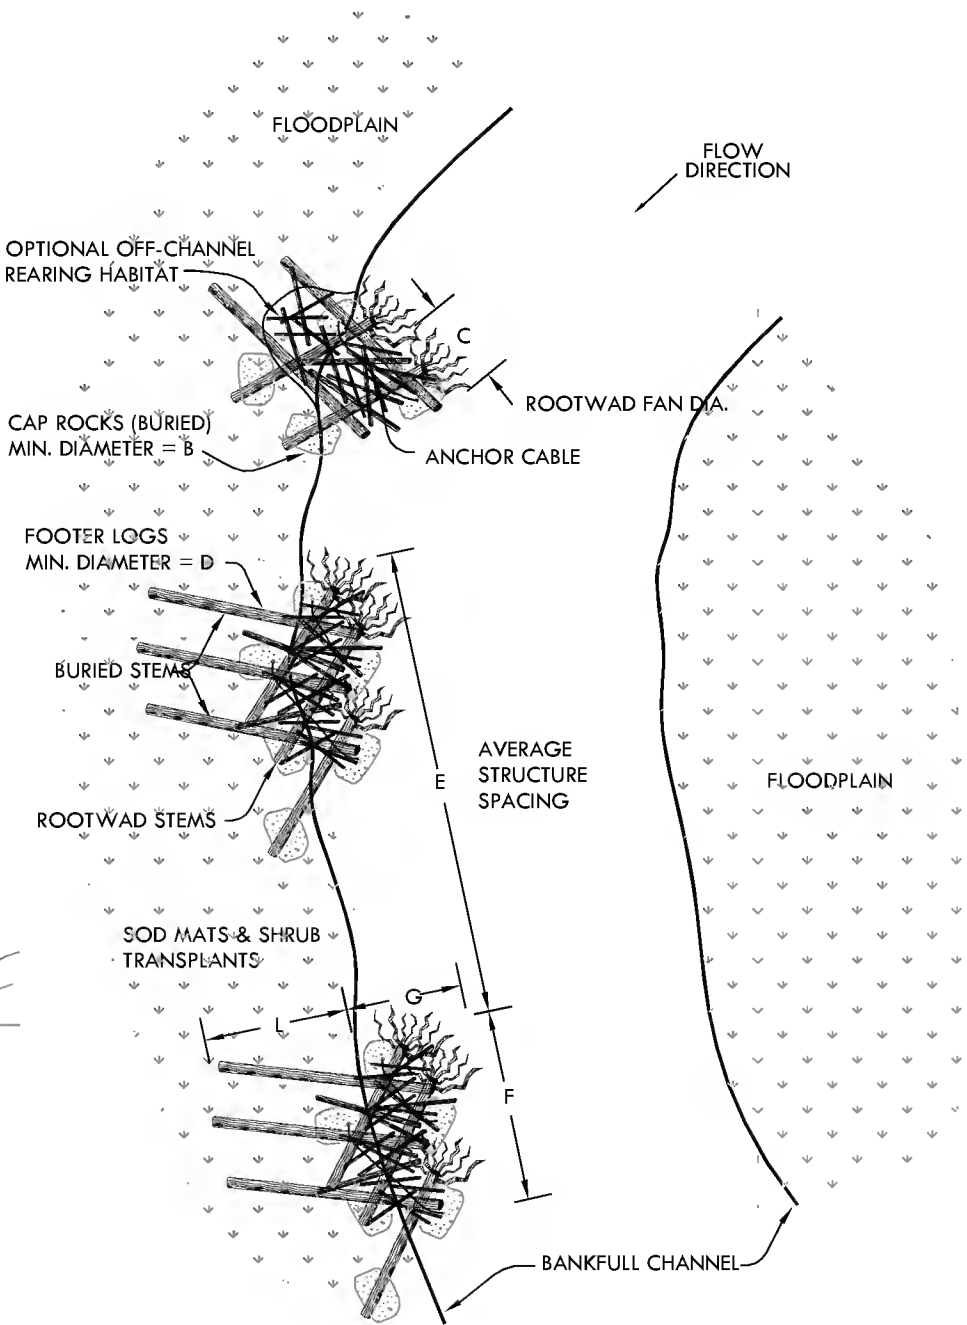 FLOODPLAIN
FLOW
DIRECTION
OPTIONAL OFF-CHANNEL
REARING HABITAT
C
ROOTWAD FAN DIA.
CAP ROCKS (BURIED)
MIN. DIAMETER = B
ANCHOR CABLE
FOOTER LOGS
MIN. DIAMETER = D
BURIED STEMS
AVERAGE
STRUCTURE
SPACING
E
FLOODPLAIN
ROOTWAD STEMS
SOD MATS & SHRUB
TRANSPLANTS
G
L
F
BANKFULL CHANNEL